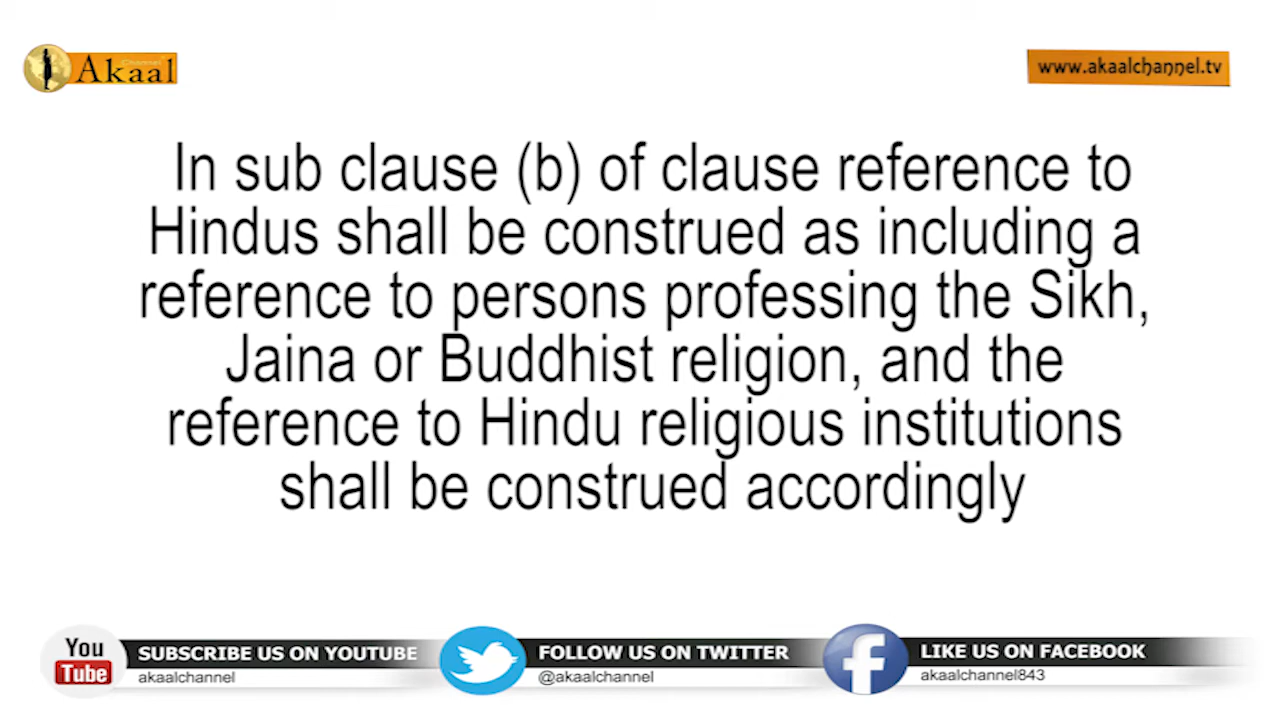 Channel
Akaal
www.akaalchannel.tv
In sub clause (b) of clause reference to
Hindus shall be construed as including a
reference to persons professing the Sikh,
Jaina or Buddhist religion, and the
reference to Hindu religious institutions
shall be construed accordingly
You
Tube
SUBSCRIBE US ON YOUTUBE
akaalchannel
FOLLOW US ON TWITTER
@akaalchannel
f
LIKE US ON FACEBOOK
akaalchannel843